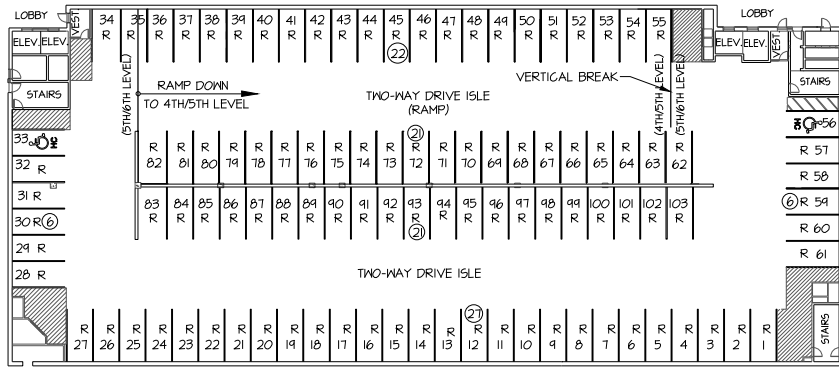 LOBBY
ELEV. ELEV. VEST.
34 35 36 37 38 39 40 41 42 43 44 45 46 47 48 49 50 51 52 53 54 55
R R R R R R R R R R R R R R R R R R R R R R
22
LOBBY
ELEV. ELEV. VEST.
STAIRS
STAIRS
(5TH/6TH LEVEL)
RAMP DOWN
TO 4TH/5TH LEVEL
TWO-WAY DRIVE ISLE
(RAMP)
VERTICAL BREAK
(4TH/5TH LEVEL)
(5TH/6TH LEVEL)
33 HC
32 R
31 R
30 R 6
29 R
28 R
21
R R R R R R R R R R R R R R R R R R R R R
82 81 80 79 78 77 76 75 74 73 72 71 70 69 68 67 66 65 64 63 62
83 84 85 86 87 88 89 90 91 92 93 94 95 96 97 98 99 100 101 102 103
R R R R R R R R R R R R R R R R R R R R R
21
HC 56
R 57
R 58
6 R 59
R 60
R 61
TWO-WAY DRIVE ISLE
27
R R R R R R R R R R R R R R R R R R R R R R R R R R R
27 26 25 24 23 22 21 20 19 18 17 16 15 14 13 12 11 10 9 8 7 6 5 4 3 2 1
STAIRS